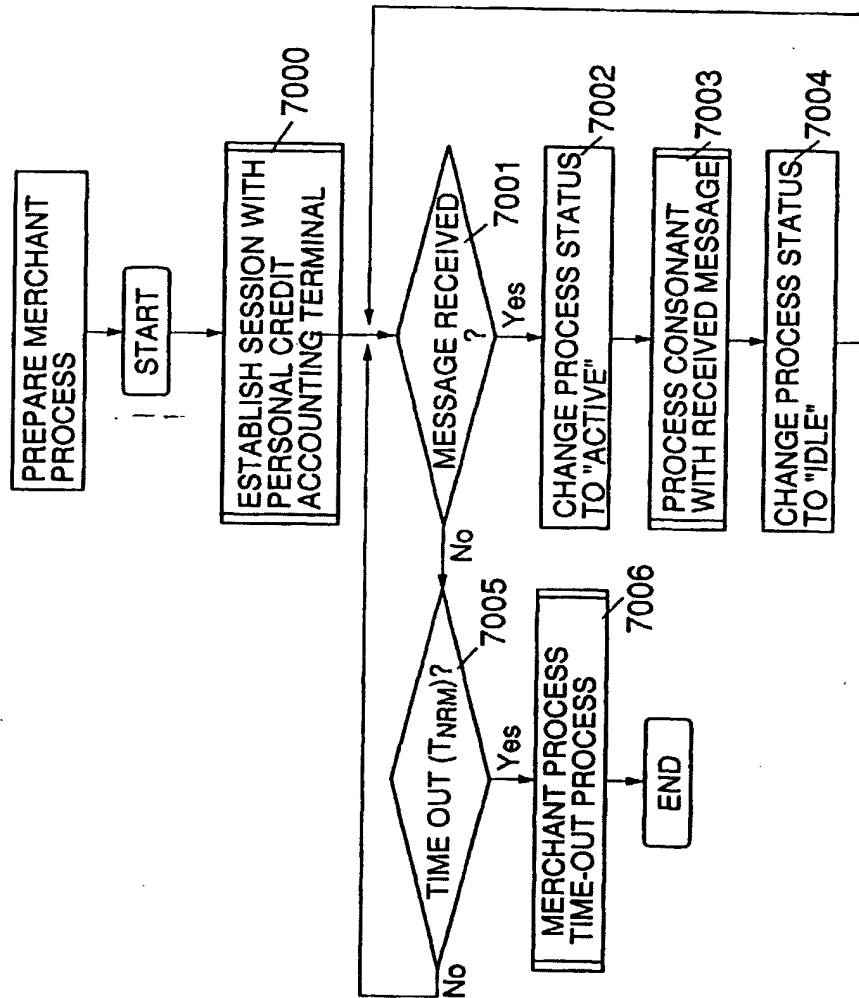 PREPARE MERCHANT
PROCESS
START
ESTABLISH SESSION WITH
PERSONAL CREDIT
ACCOUNTING TERMINAL
7000
MESSAGE RECEIVED
?
7001
Yes
No
CHANGE PROCESS STATUS
TO "ACTIVE"
7002
PROCESS CONSONANT
WITH RECEIVED MESSAGE
7003
CHANGE PROCESS STATUS
TO "IDLE"
7004
TIME OUT (TNRM)?
7005
Yes
No
MERCHANT PROCESS
TIME-OUT PROCESS
7006
END